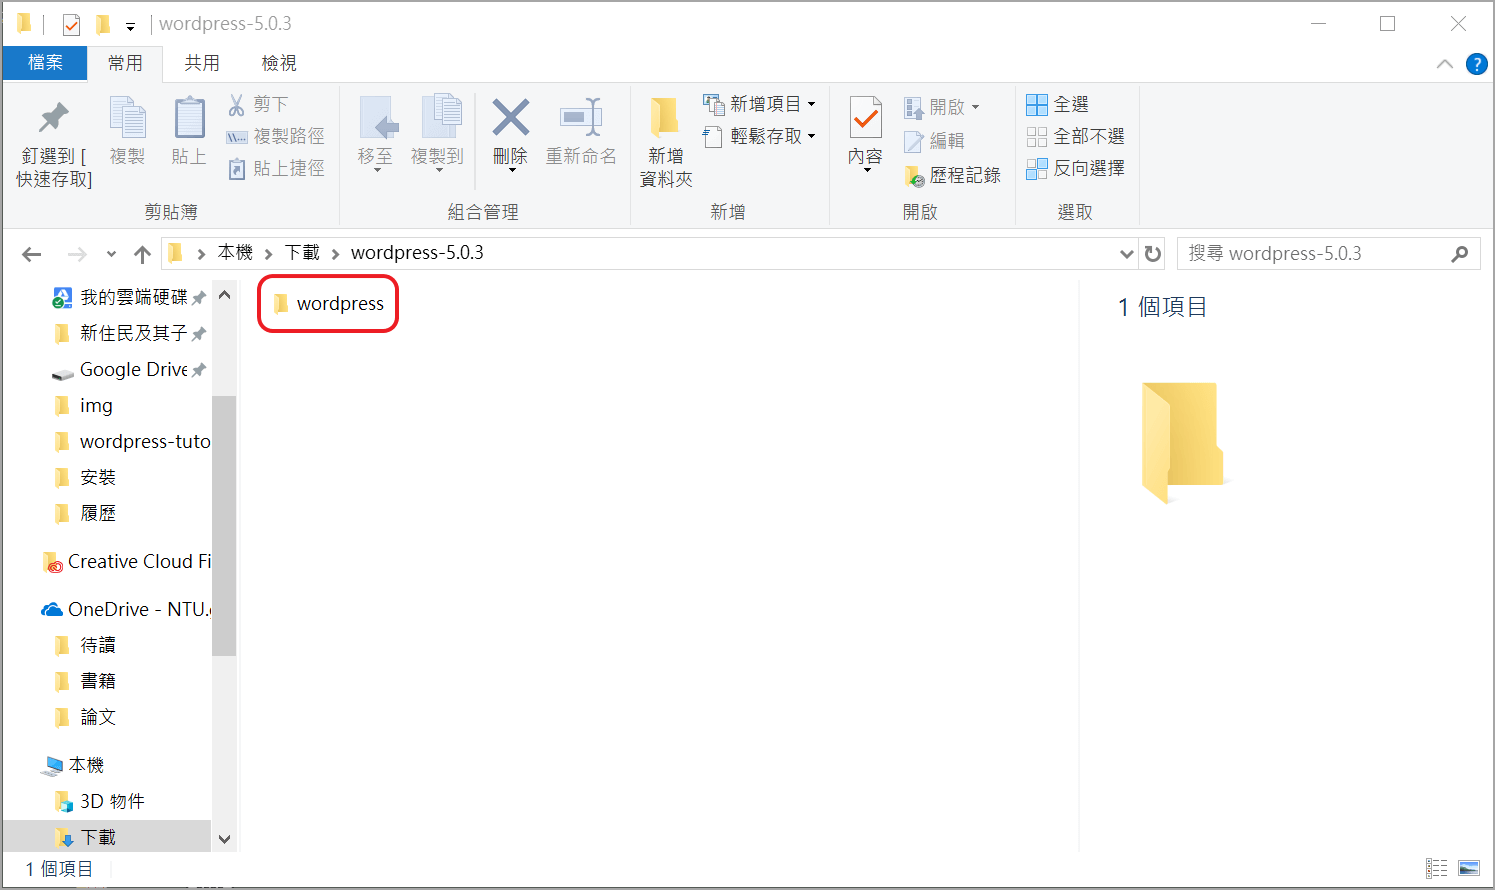 wordpress-5.0.3
檔案 常用 共用 檢視
釘選到 [
快速存取]
複製
貼上
剪下
複製路徑
貼上捷徑
剪貼簿
移至
複製到
刪除
重新命名
組合管理
新增
資料夾
新增項目
輕鬆存取
新增
內容
開啟
編輯
歷程記錄
開啟
全選
全部不選
反向選擇
選取
本機 下載 wordpress-5.0.3
搜尋 wordpress-5.0.3
我的雲端硬碟
新住民及其子
Google Drive
img
wordpress-tuto
安裝
履歷
Creative Cloud Fi
OneDrive - NTU.
待讀
書籍
論文
本機
3D 物件
下載
wordpress
1 個項目
1 個項目